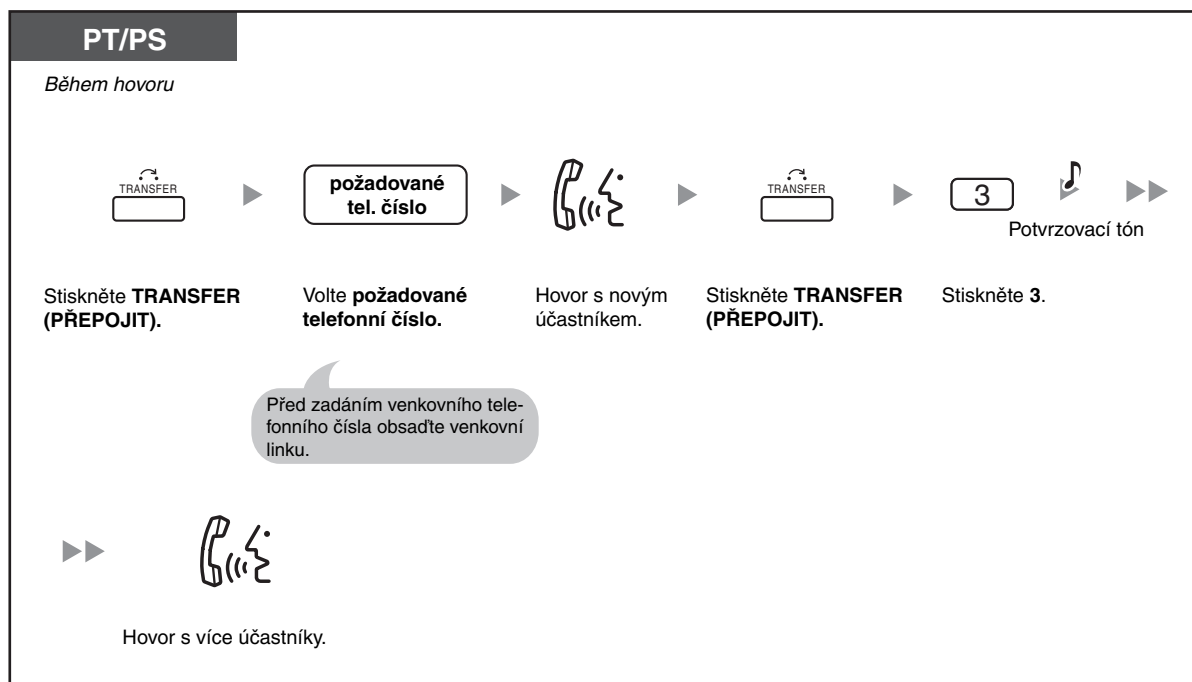 PT/PS
Během hovoru
TRANSFER
požadované
tel. číslo
TRANSFER
3
Potvrzovací tón
Stiskněte TRANSFER
(PŘEPOJIT).
Volte požadované
telefonní číslo.
Hovor s novým
účastníkem.
Stiskněte TRANSFER
(PŘEPOJIT).
Stiskněte 3.
Před zadáním venkovního tele-
fonního čísla obsaďte venkovní
linku.
Hovor s více účastníky.